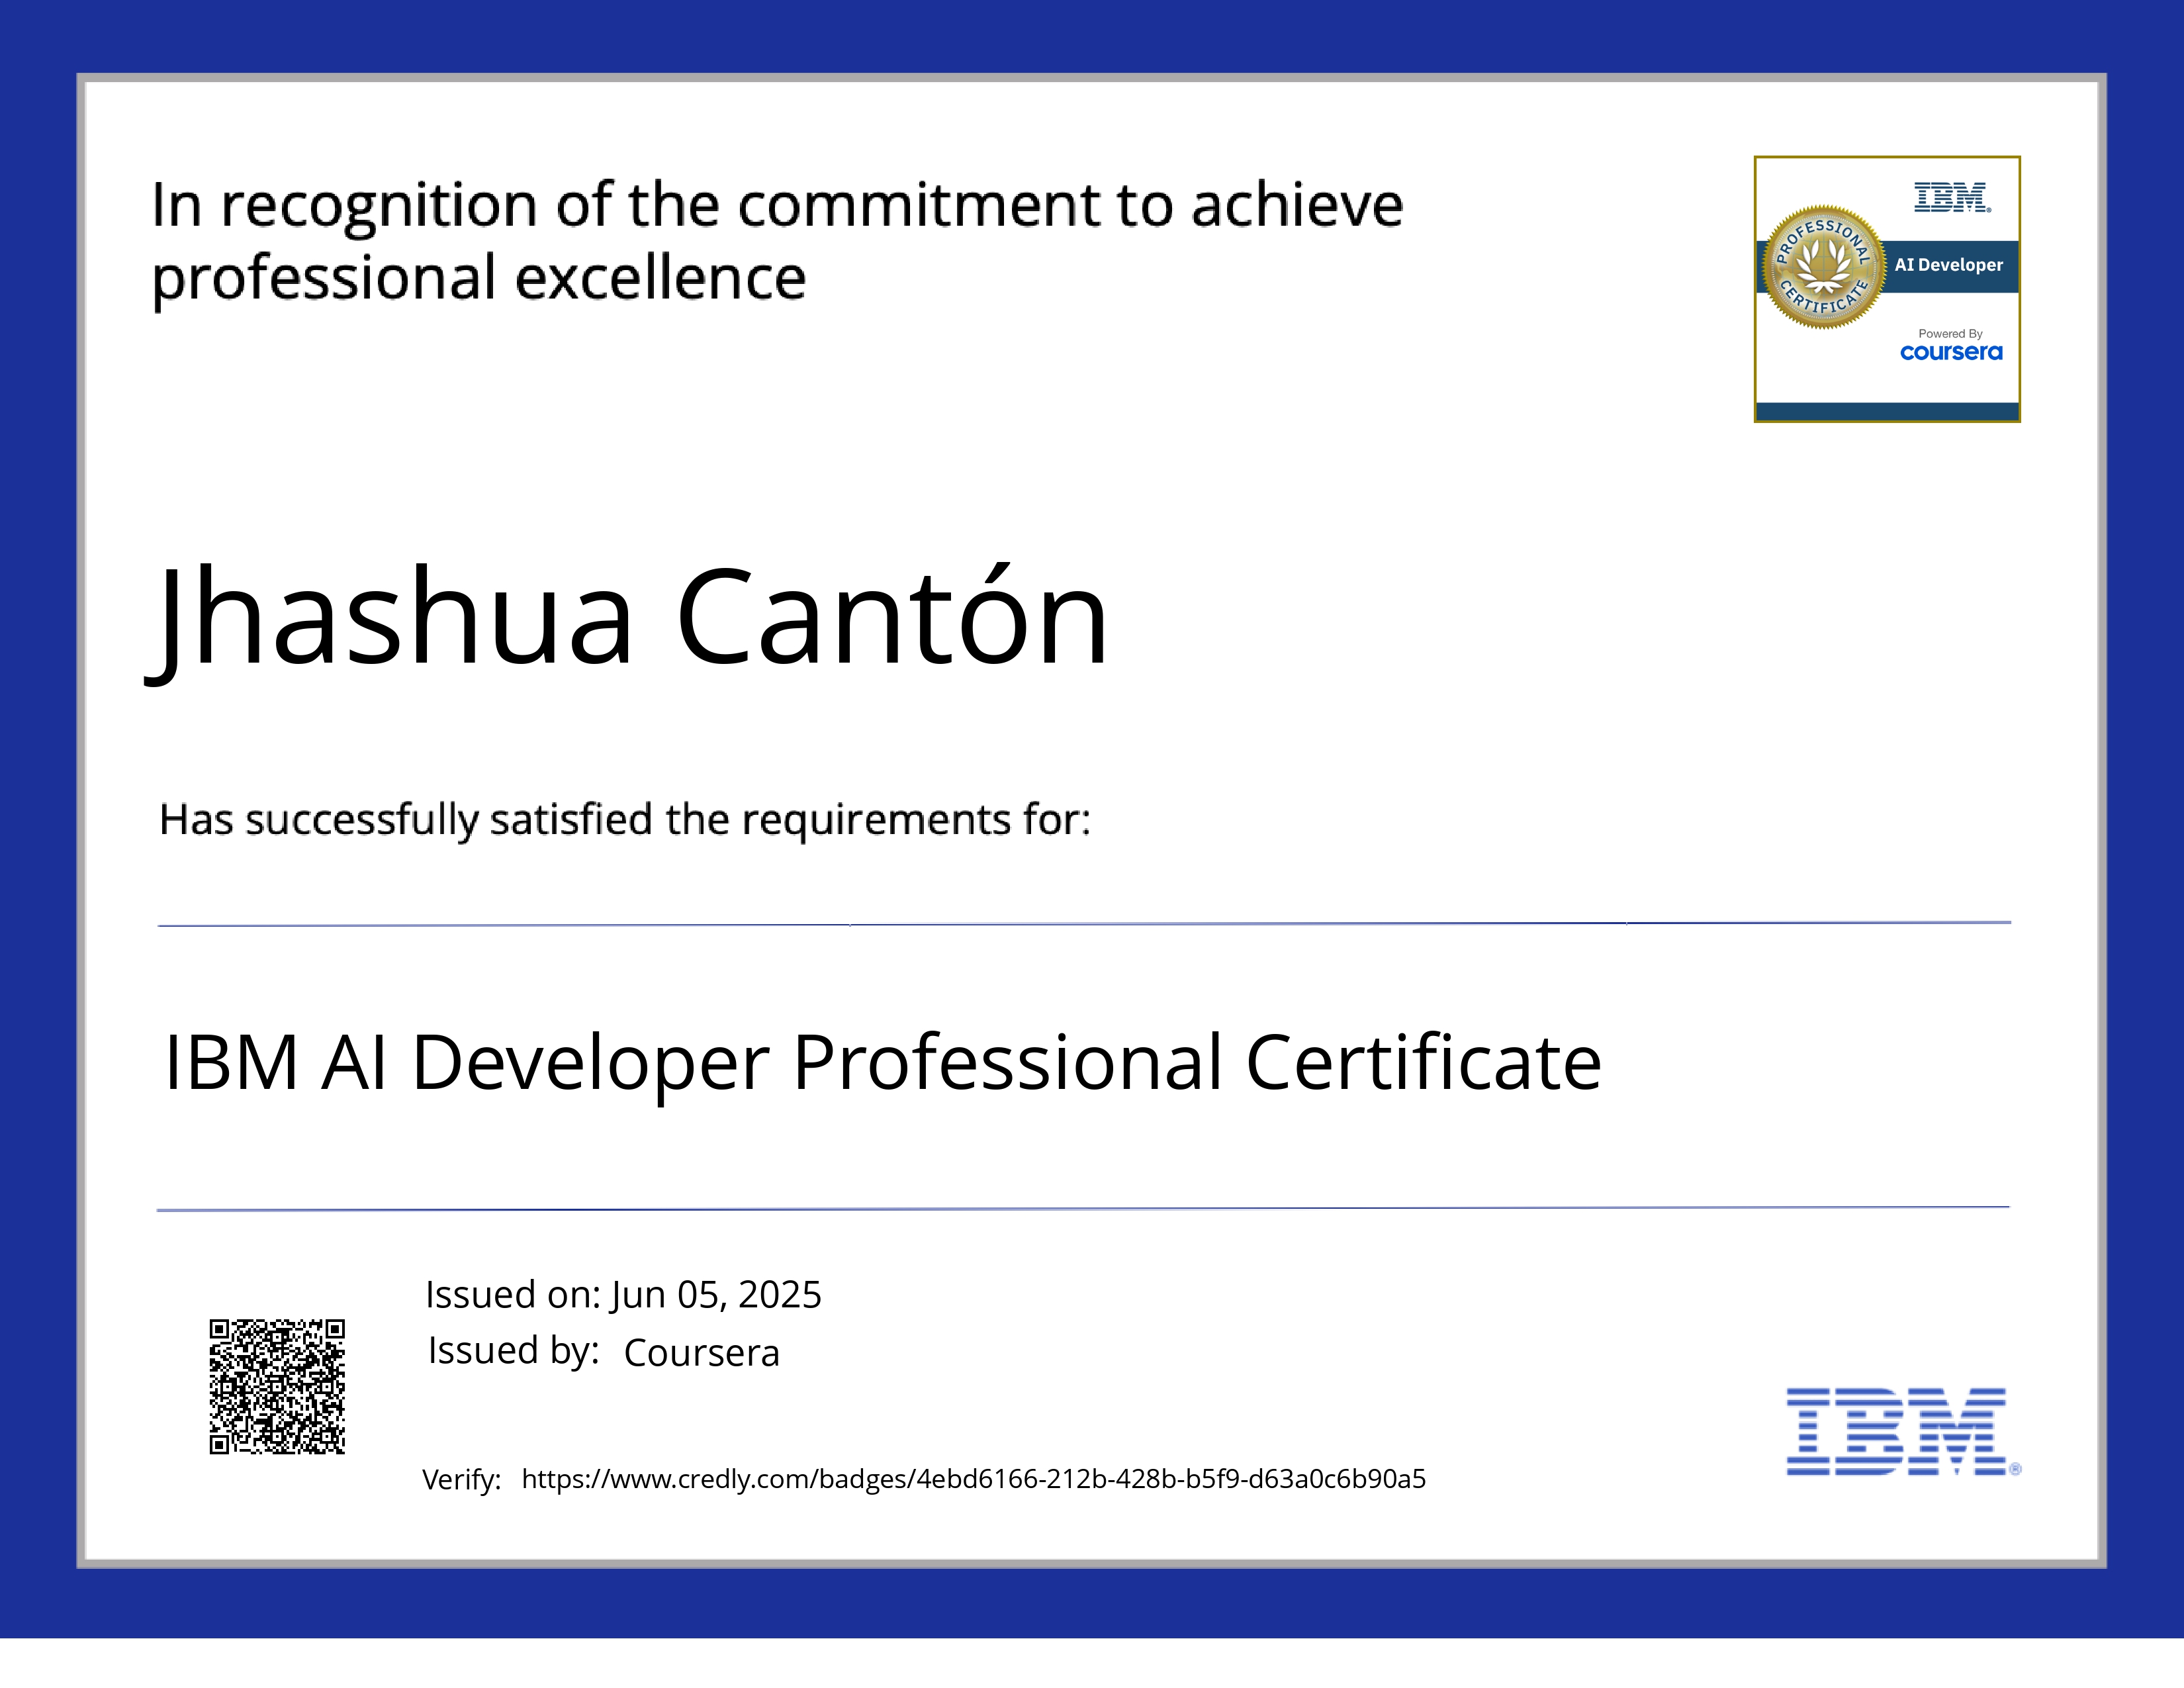 In recognition of the commitment to achieve
professional excellence
IBM
PROFESSIONAL
CERTIFICATE
AI Developer
Powered By
coursera
Jhashua Cantón
Has successfully satisfied the requirements for:
IBM AI Developer Professional Certificate
Issued on: Jun 05, 2025
Issued by: Coursera
Verify: https://www.credly.com/badges/4ebd6166-212b-428b-b5f9-d63a0c6b90a5
IBM®